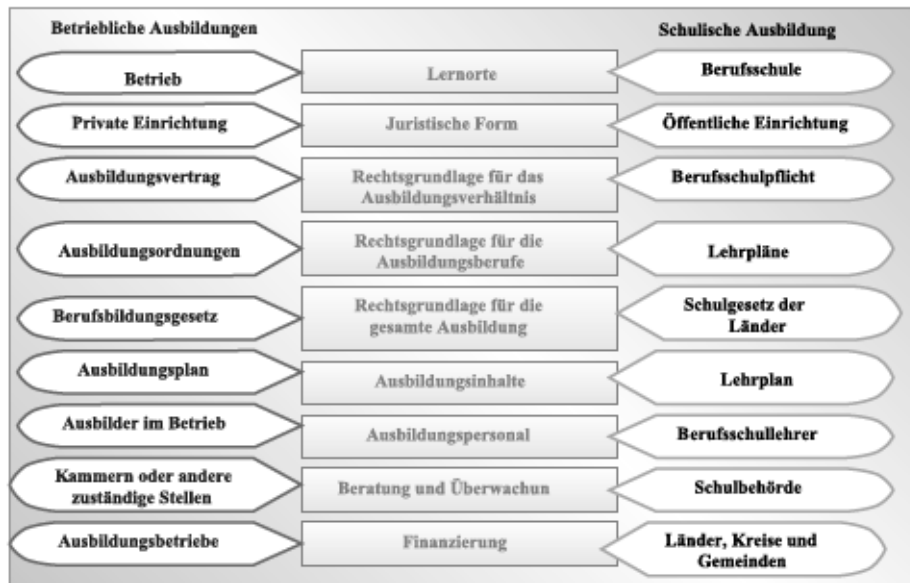 Betriebliche Ausbildungen
Schulische Ausbildung
Betrieb
Lernorte
Berufsschule
Private Einrichtung
Juristische Form
Öffentliche Einrichtung
Ausbildungsvertrag
Rechtsgrundlage für das
Ausbildungsverhältnis
Berufsschulpflicht
Ausbildungsordnungen
Rechtsgrundlage für die
Ausbildungsberufe
Lehrpläne
Berufsbildungsgesetz
Rechtsgrundlage für die
gesamte Ausbildung
Schulgesetz der
Länder
Ausbildungsplan
Ausbildungsinhalte
Lehrplan
Ausbilder im Betrieb
Ausbildungspersonal
Berufsschullehrer
Kammern oder andere
zuständige Stellen
Beratung und Überwachun
Schulbehörde
Ausbildungsbetriebe
Finanzierung
Länder, Kreise und
Gemeinden